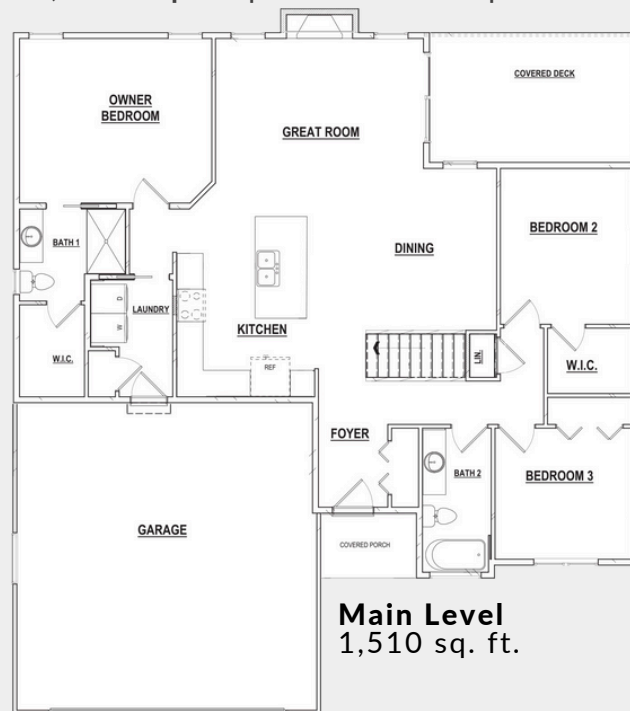 OWNER
BEDROOM
GREAT ROOM
COVERED DECK
BATH 1
BEDROOM 2
DINING
D
W
LAUNDRY
KITCHEN
W.I.C.
REF
LIN.
W.I.C.
FOYER
BATH 2
BEDROOM 3
GARAGE
COVERED PORCH
Main Level
1,510 sq. ft.